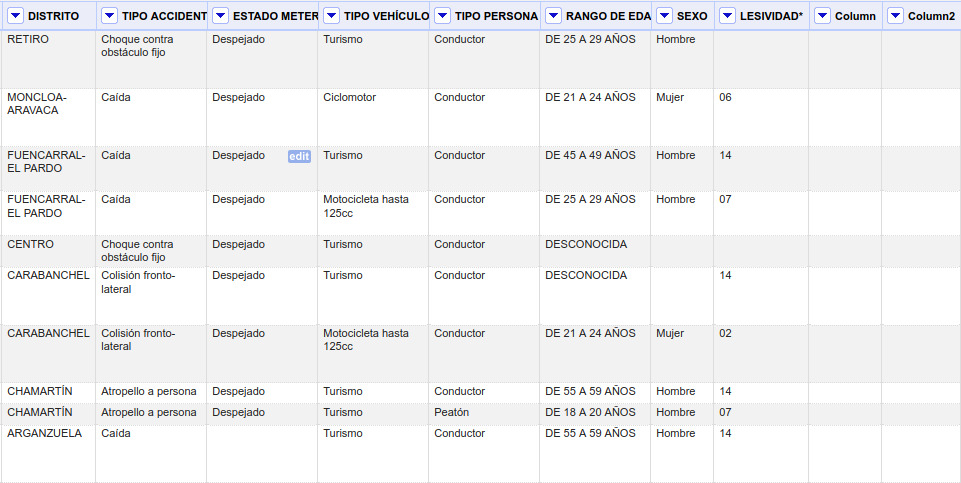 DISTRITO TIPO ACCIDENT ESTADO METER TIPO VEHÍCULO TIPO PERSONA RANGO DE EDA SEXO LESIVIDAD* Column Column2
RETIRO Choque contra Despejado Turismo Conductor DE 25 A 29 AÑOS Hombre
obstáculo fijo
MONCLOA- Caída Despejado Ciclomotor Conductor DE 21 A 24 AÑOS Mujer 06
ARAVACA
FUENCARRAL- Caída Despejado edit Turismo Conductor DE 45 A 49 AÑOS Hombre 14
EL PARDO
FUENCARRAL- Caída Despejado Motocicleta hasta Conductor DE 25 A 29 AÑOS Hombre 07
EL PARDO 125cc
CENTRO Choque contra Despejado Turismo Conductor DESCONOCIDA
obstáculo fijo
CARABANCHEL Colisión fronto- Despejado Turismo Conductor DESCONOCIDA 14
lateral
CARABANCHEL Colisión fronto- Despejado Motocicleta hasta Conductor DE 21 A 24 AÑOS Mujer 02
lateral 125cc
CHAMARTÍN Atropello a persona Despejado Turismo Conductor DE 55 A 59 AÑOS Hombre 14
CHAMARTÍN Atropello a persona Despejado Turismo Peatón DE 18 A 20 AÑOS Hombre 07
ARGANZUELA Caída Turismo Conductor DE 55 A 59 AÑOS Hombre 14